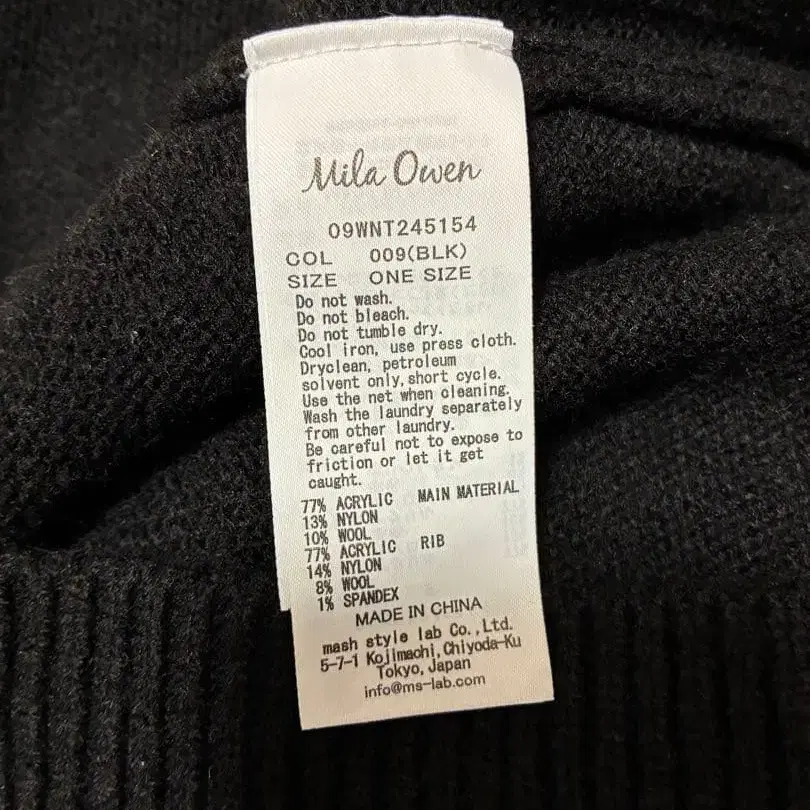 Mila Owen
09WNT245154
COL 009(BLK)
SIZE ONE SIZE
Do not wash.
Do not bleach.
Do not tumble dry.
Cool iron, use press cloth.
Dryclean, petroleum
solvent only,short cycle.
Use the net when cleaning.
Wash the laundry separately
from other laundry.
Be careful not to expose to
friction or let it get
caught.
77% ACRYLIC MAIN MATERIAL
13% NYLON
10% WOOL
77% ACRYLIC RIB
14% NYLON
8% WOOL
1% SPANDEX
MADE IN CHINA
mash style lab Co.,Ltd.
5-7-1 Kojimachi,Chiyoda-Ku
Tokyo,Japan
info@ms-lab.com